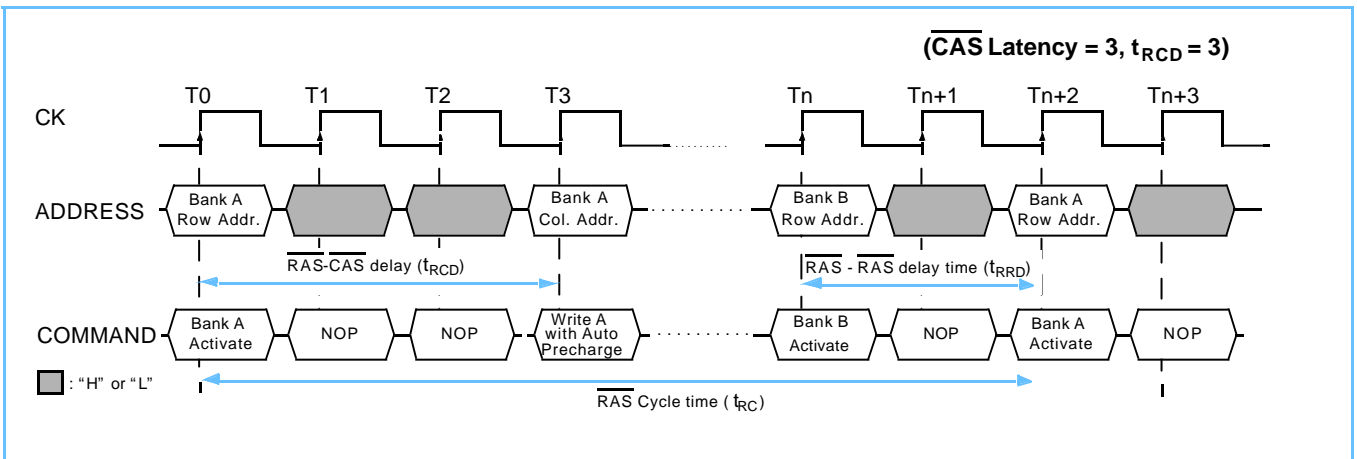 (CAS Latency = 3, tRCD = 3)
T0 T1 T2 T3 Tn Tn+1 Tn+2 Tn+3
CK
ADDRESS
Bank A
Row Addr.
Bank A
Col. Addr.
Bank B
Row Addr.
Bank A
Row Addr.
RAS-CAS delay (tRCD)
RAS - RAS delay time (tRRD)
COMMAND
Bank A
Activate
NOP
NOP
Write A
with Auto
Precharge
Bank B
Activate
NOP
Bank A
Activate
NOP
: “H” or “L”
RAS Cycle time ( tRC)